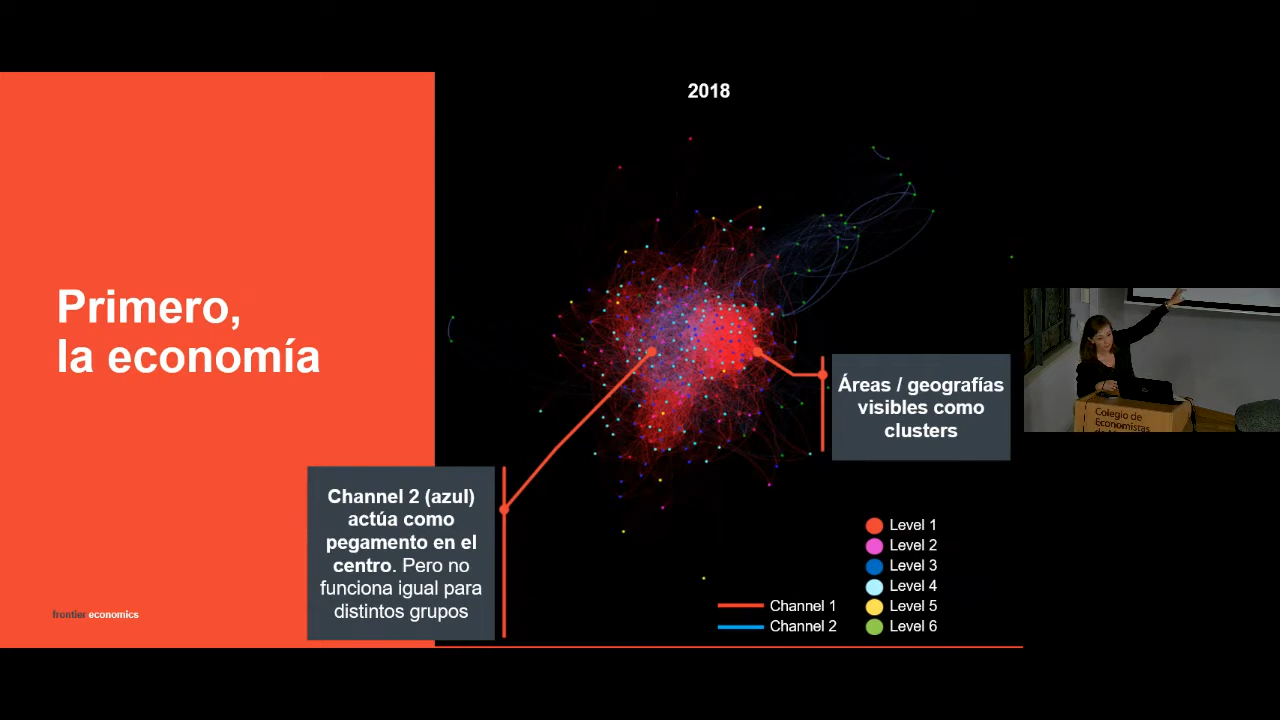 2018
Primero,
la economía
Áreas / geografías
visibles como
clusters
Channel 2 (azul)
actúa como
pegamento en el
centro. Pero no
funciona igual para
distintos grupos
Channel 1
Channel 2
Level 1
Level 2
Level 3
Level 4
Level 5
Level 6
frontier economics
Colegio de
Economistas